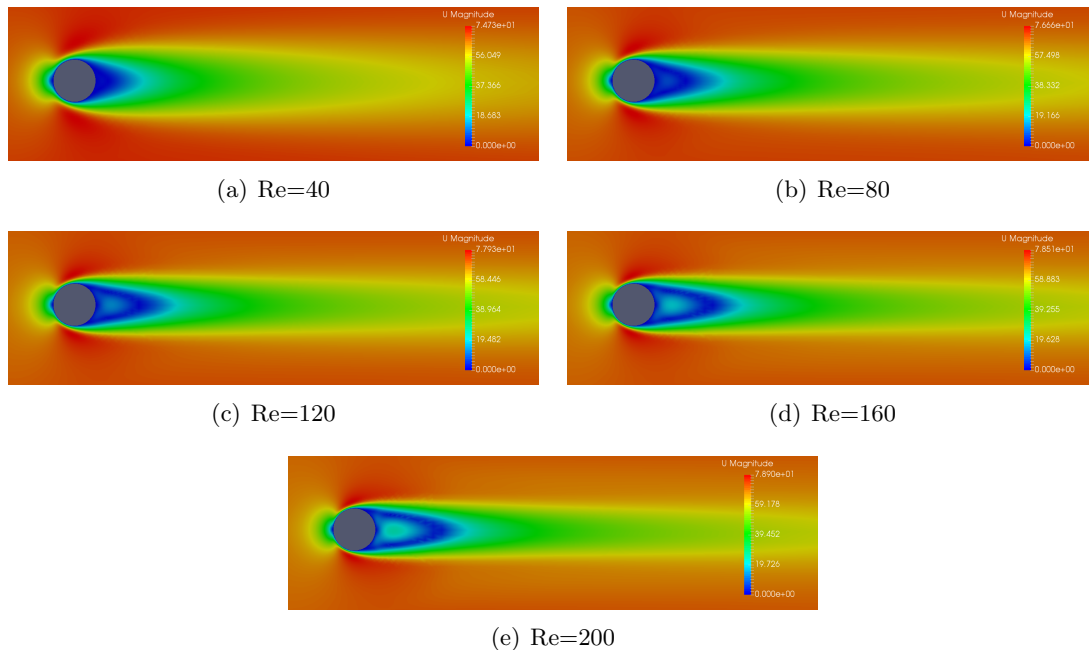 U Magnitude
7.473e+01
56.049
37.366
18.683
0.000e+00
(a) Re=40
U Magnitude
7.666e+01
57.498
38.332
19.166
0.000e+00
(b) Re=80
U Magnitude
7.793e+01
58.446
38.964
19.482
0.000e+00
(c) Re=120
U Magnitude
7.851e+01
58.883
39.255
19.628
0.000e+00
(d) Re=160
U Magnitude
7.890e+01
59.178
39.452
19.726
0.000e+00
(e) Re=200